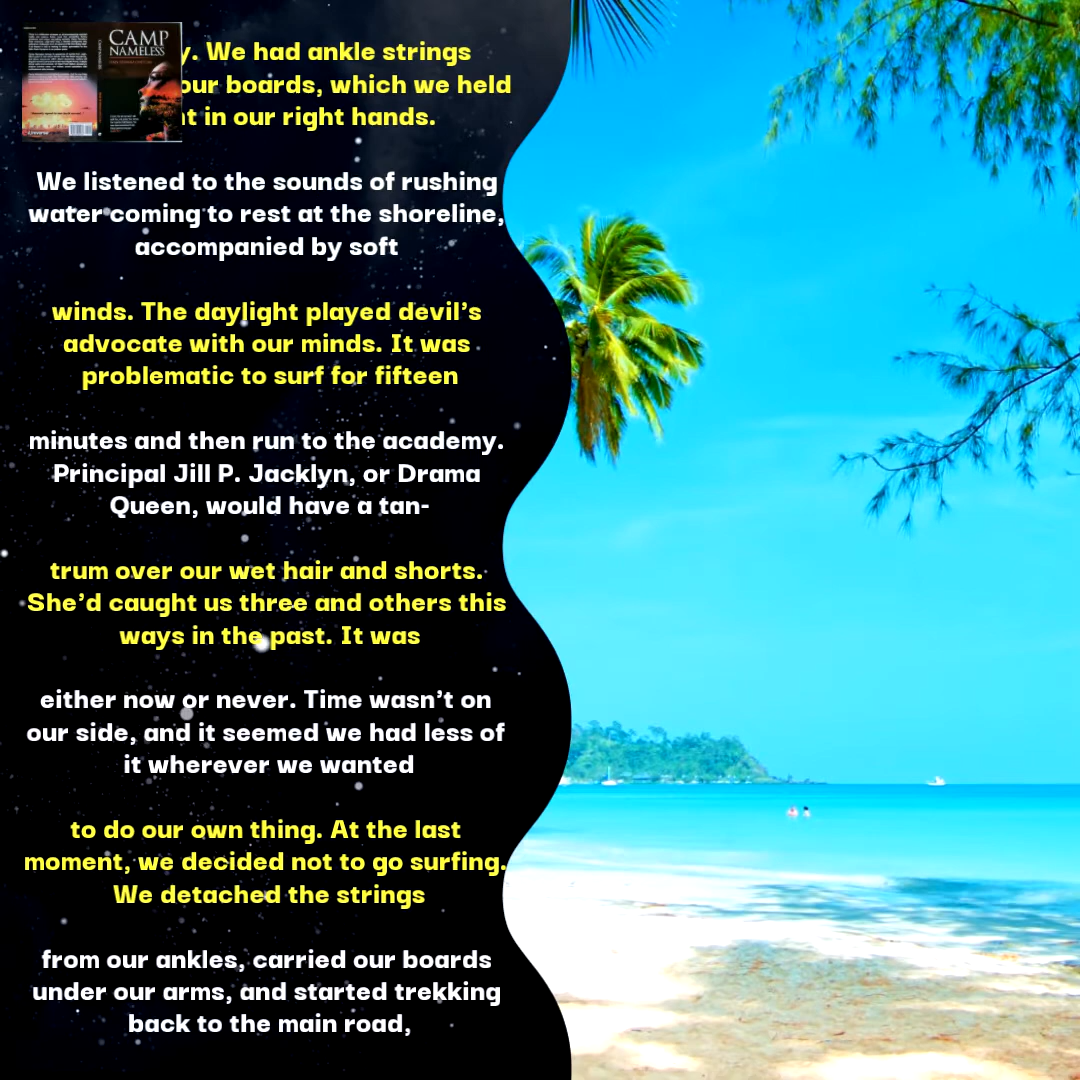 CAMP
NAMELESS
y. We had ankle strings
our boards, which we held
t in our right hands.
We listened to the sounds of rushing
water coming to rest at the shoreline,
accompanied by soft
winds. The daylight played devil’s
advocate with our minds. It was
problematic to surf for fifteen
minutes and then run to the academy.
Principal Jill P. Jacklyn, or Drama
Queen, would have a tan-
trum over our wet hair and shorts.
She’d caught us three and others this
ways in the past. It was
either now or never. Time wasn’t on
our side, and it seemed we had less of
it wherever we wanted
to do our own thing. At the last
moment, we decided not to go surfing.
We detached the strings
from our ankles, carried our boards
under our arms, and started trekking
back to the main road,